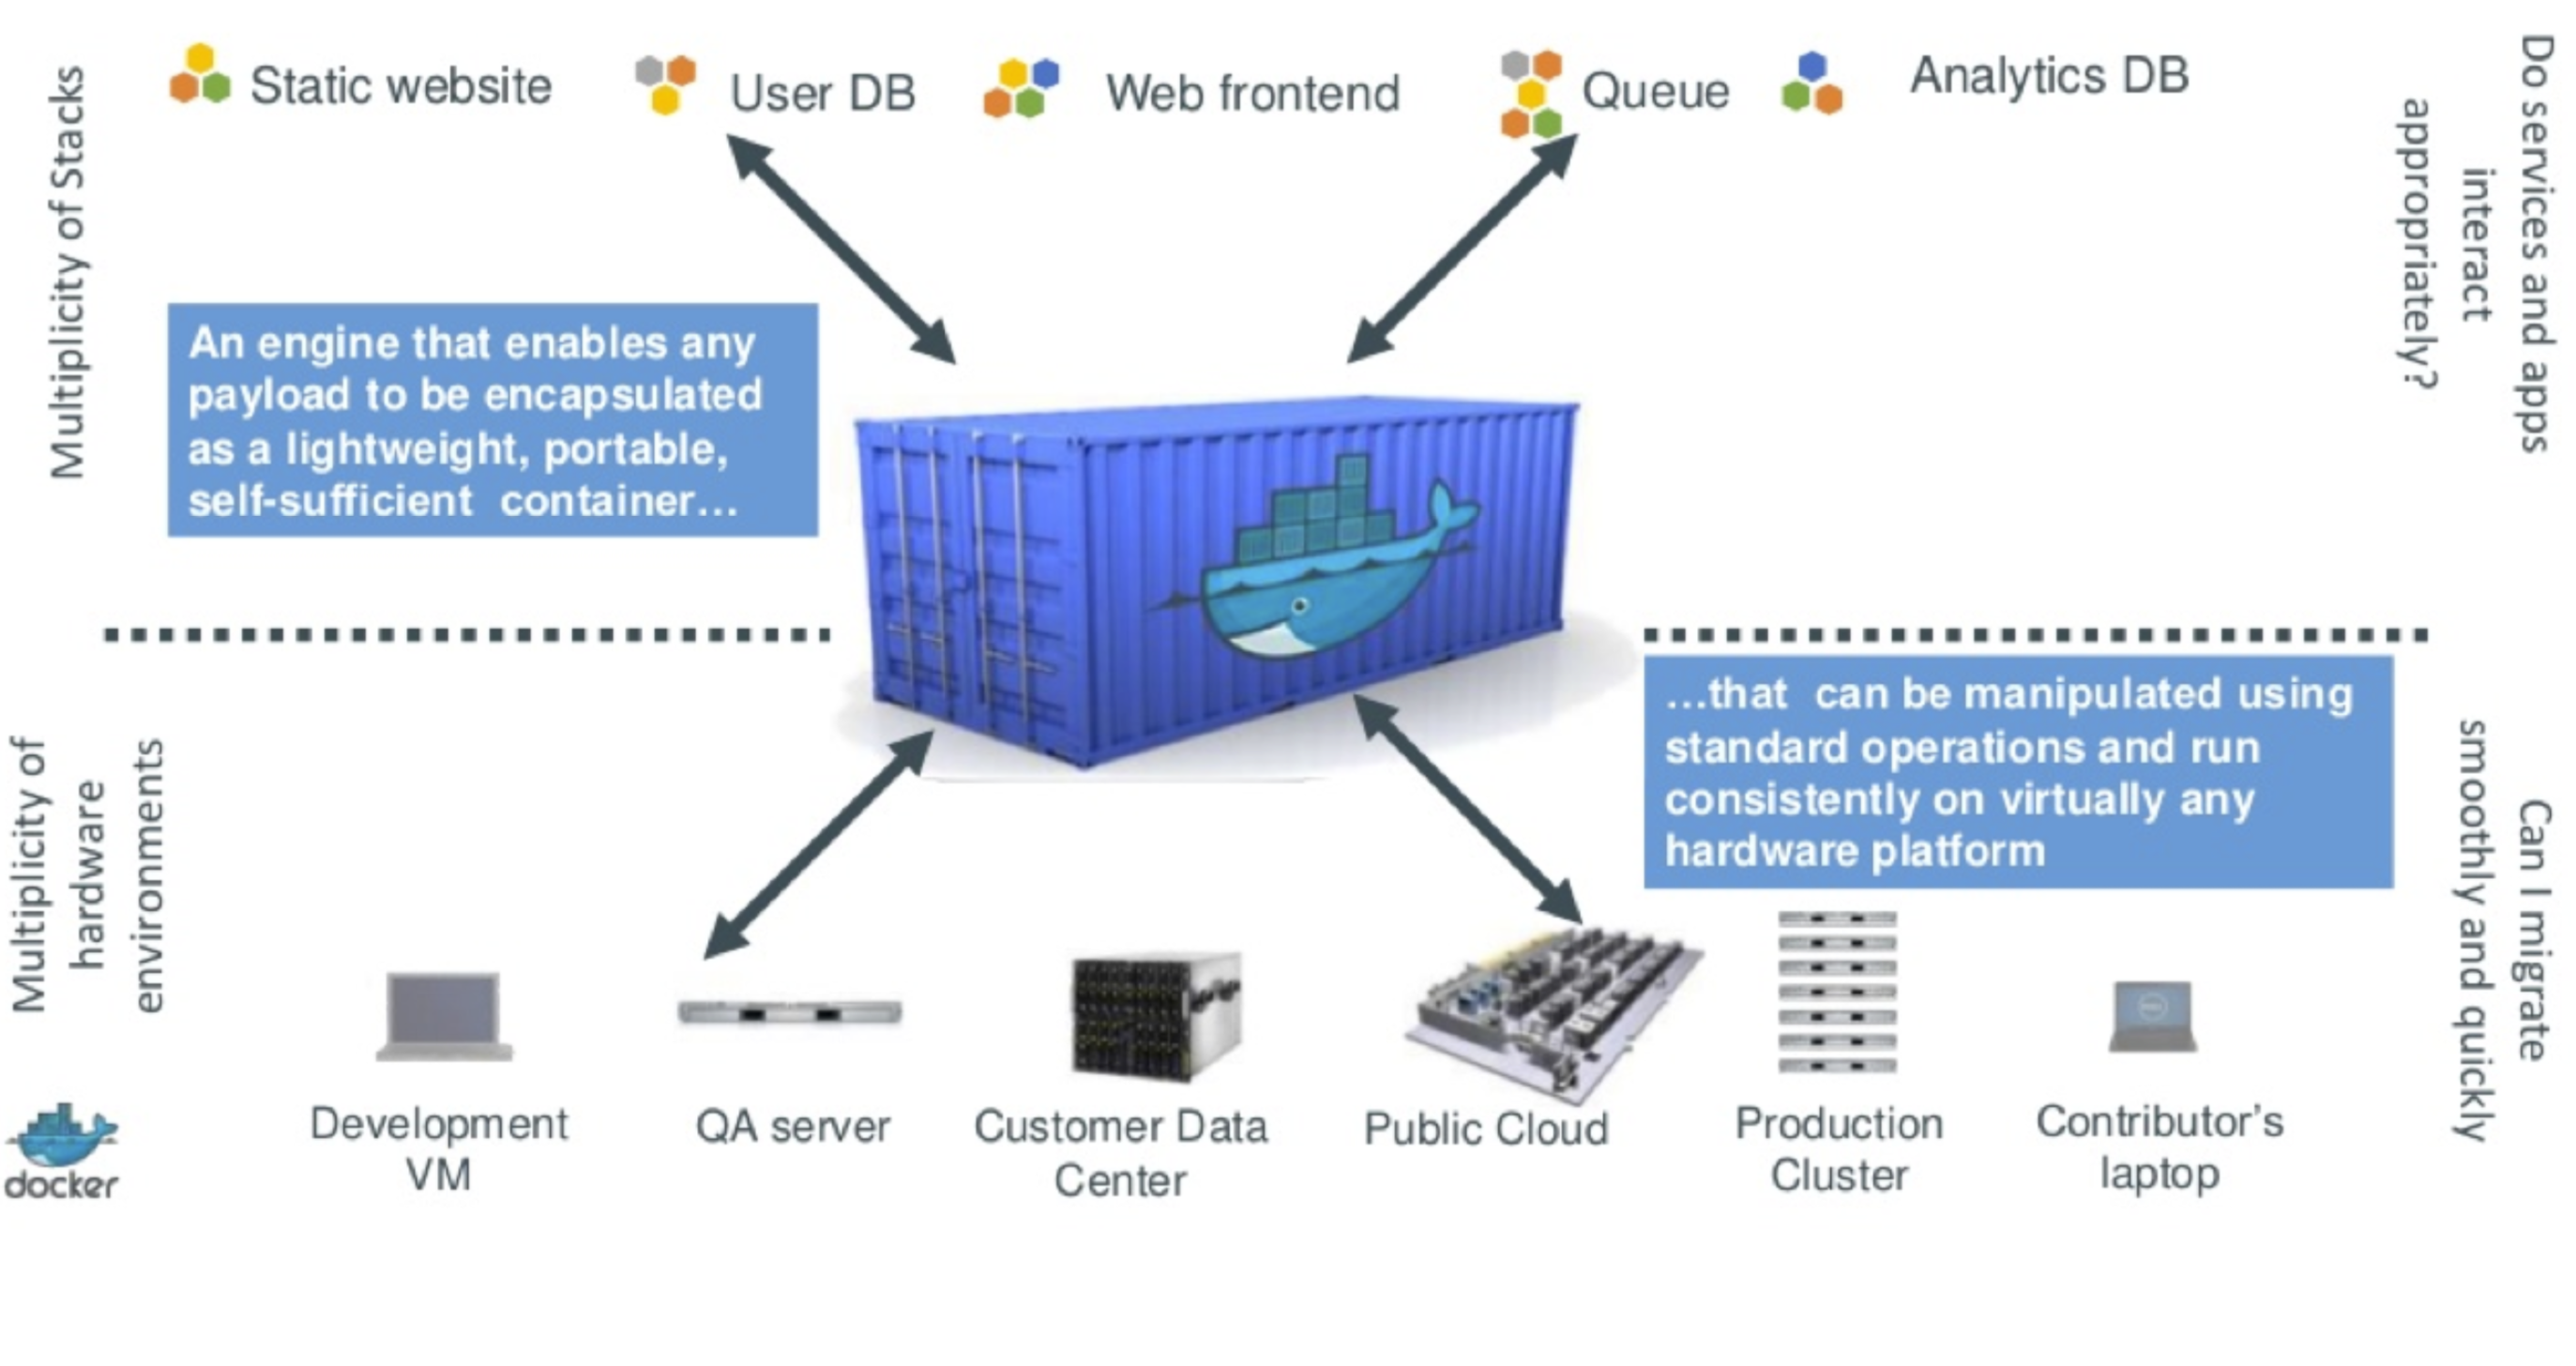 Static website
User DB
Web frontend
Queue
Analytics DB
Multiplicity of Stacks
Do services and apps
interact
appropriately?
An engine that enables any
payload to be encapsulated
as a lightweight, portable,
self-sufficient container...
...that can be manipulated using
standard operations and run
consistently on virtually any
hardware platform
Multiplicity of
hardware
environments
Can I migrate
smoothly and quickly
Development
VM
QA server
Customer Data
Center
Public Cloud
Production
Cluster
Contributor’s
laptop
docker